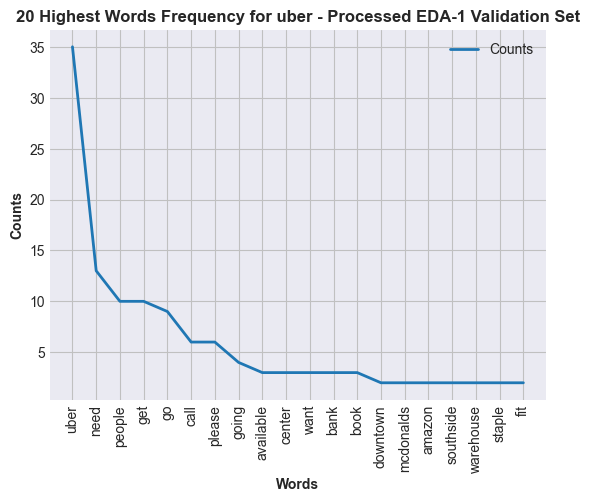 20 Highest Words Frequency for uber - Processed EDA-1 Validation Set
Counts
35
30
25
20
15
10
5
Counts
uber
need
people
get
go
call
please
going
available
center
want
bank
book
downtown
mcdonalds
amazon
southside
warehouse
staple
fit
Words